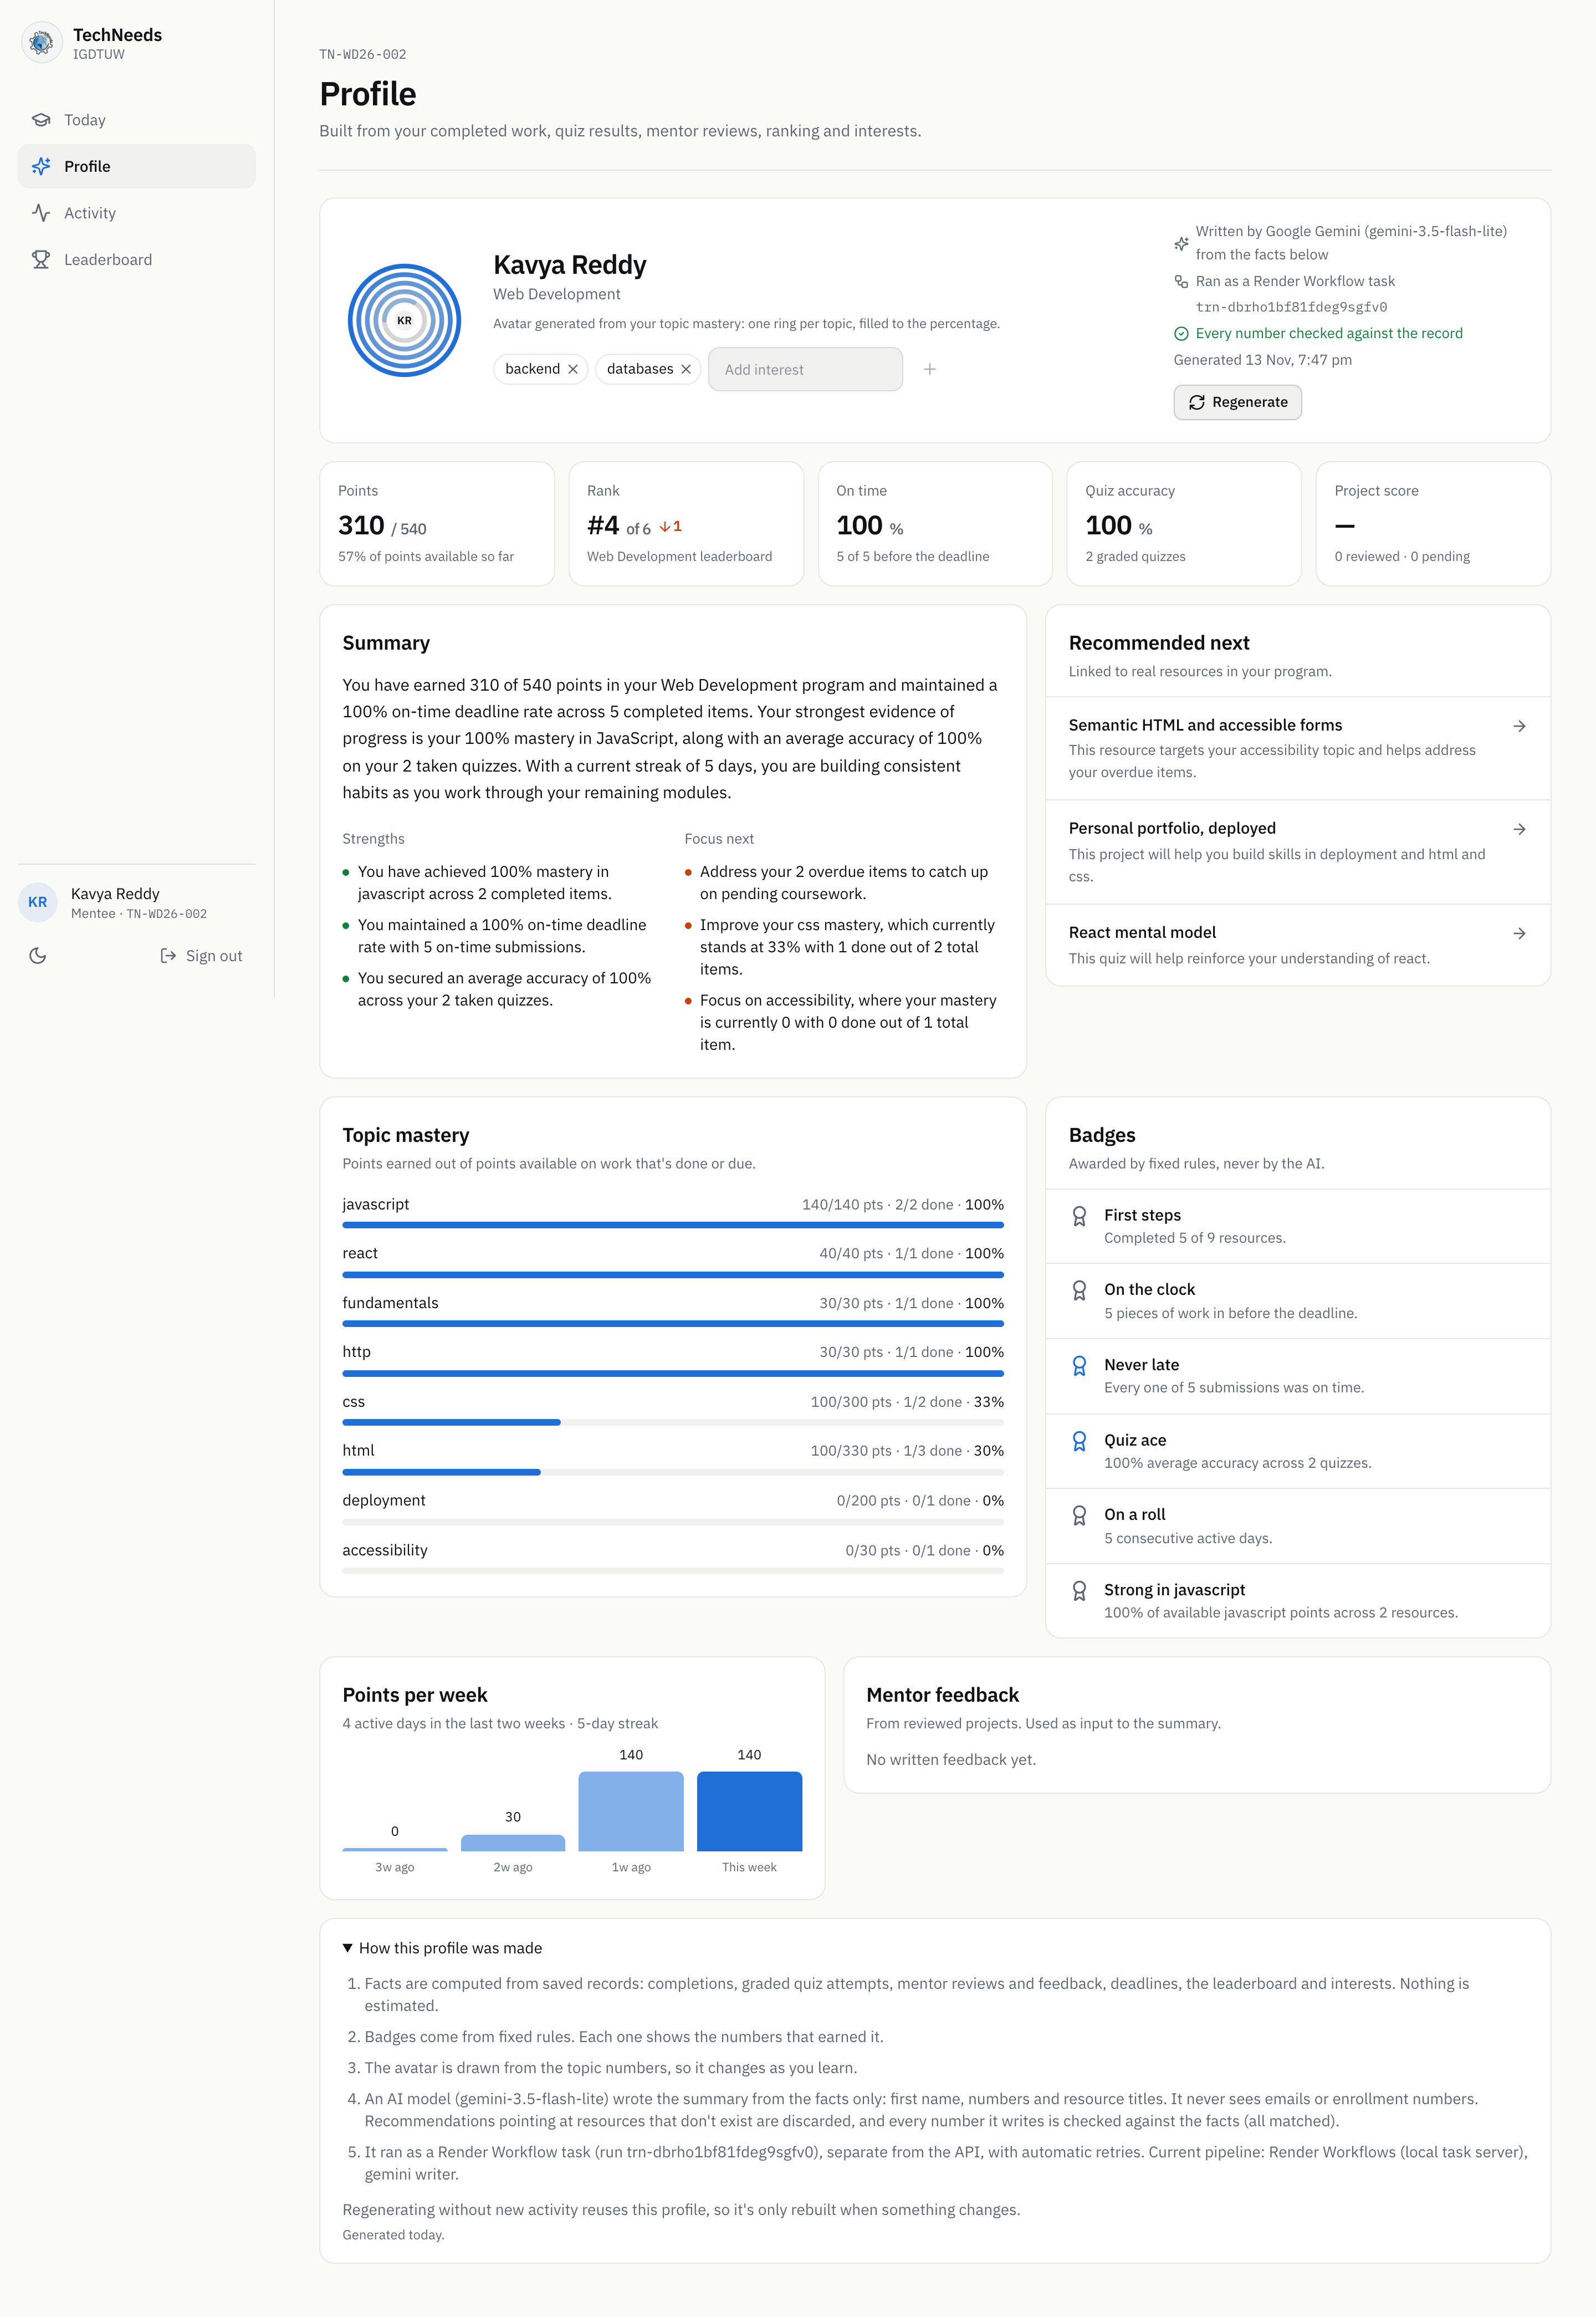 TechNeeds
IGDTUW
Today
Profile
Activity
Leaderboard
Kavya Reddy
KR
Mentee · TN-WD26-002
Sign out
TN-WD26-002
Profile
Built from your completed work, quiz results, mentor reviews, ranking and interests.
KR
Kavya Reddy
Web Development
Avatar generated from your topic mastery: one ring per topic, filled to the percentage.
backend
databases
Add interest
Written by Google Gemini (gemini-3.5-flash-lite)
from the facts below
Ran as a Render Workflow task
trn-dbrho1bf81fdeg9sgfv0
Every number checked against the record
Generated 13 Nov, 7:47 pm
Regenerate
Points
310 / 540
57% of points available so far
Rank
#4 of 6 ↓1
Web Development leaderboard
On time
100 %
5 of 5 before the deadline
Quiz accuracy
100 %
2 graded quizzes
Project score
—
0 reviewed · 0 pending
Summary
You have earned 310 of 540 points in your Web Development program and maintained a
100% on-time deadline rate across 5 completed items. Your strongest evidence of
progress is your 100% mastery in JavaScript, along with an average accuracy of 100%
on your 2 taken quizzes. With a current streak of 5 days, you are building consistent
habits as you work through your remaining modules.
Strengths
You have achieved 100% mastery in
javascript across 2 completed items.
You maintained a 100% on-time deadline
rate with 5 on-time submissions.
You secured an average accuracy of 100%
across your 2 taken quizzes.
Focus next
Address your 2 overdue items to catch up
on pending coursework.
Improve your css mastery, which currently
stands at 33% with 1 done out of 2 total
items.
Focus on accessibility, where your mastery
is currently 0 with 0 done out of 1 total
item.
Recommended next
Linked to real resources in your program.
Semantic HTML and accessible forms
This resource targets your accessibility topic and helps address
your overdue items.
Personal portfolio, deployed
This project will help you build skills in deployment and html and
css.
React mental model
This quiz will help reinforce your understanding of react.
Topic mastery
Points earned out of points available on work that's done or due.
javascript 140/140 pts · 2/2 done · 100%
react 40/40 pts · 1/1 done · 100%
fundamentals 30/30 pts · 1/1 done · 100%
http 30/30 pts · 1/1 done · 100%
css 100/300 pts · 1/2 done · 33%
html 100/330 pts · 1/3 done · 30%
deployment 0/200 pts · 0/1 done · 0%
accessibility 0/30 pts · 0/1 done · 0%
Badges
Awarded by fixed rules, never by the AI.
First steps
Completed 5 of 9 resources.
On the clock
5 pieces of work in before the deadline.
Never late
Every one of 5 submissions was on time.
Quiz ace
100% average accuracy across 2 quizzes.
On a roll
5 consecutive active days.
Strong in javascript
100% of available javascript points across 2 resources.
Points per week
4 active days in the last two weeks · 5-day streak
0
30
140
140
3w ago
2w ago
1w ago
This week
Mentor feedback
From reviewed projects. Used as input to the summary.
No written feedback yet.
▼ How this profile was made
1. Facts are computed from saved records: completions, graded quiz attempts, mentor reviews and feedback, deadlines, the leaderboard and interests. Nothing is
estimated.
2. Badges come from fixed rules. Each one shows the numbers that earned it.
3. The avatar is drawn from the topic numbers, so it changes as you learn.
4. An AI model (gemini-3.5-flash-lite) wrote the summary from the facts only: first name, numbers and resource titles. It never sees emails or enrollment numbers.
Recommendations pointing at resources that don't exist are discarded, and every number it writes is checked against the facts (all matched).
5. It ran as a Render Workflow task (run trn-dbrho1bf81fdeg9sgfv0), separate from the API, with automatic retries. Current pipeline: Render Workflows (local task server),
gemini writer.
Regenerating without new activity reuses this profile, so it's only rebuilt when something changes.
Generated today.